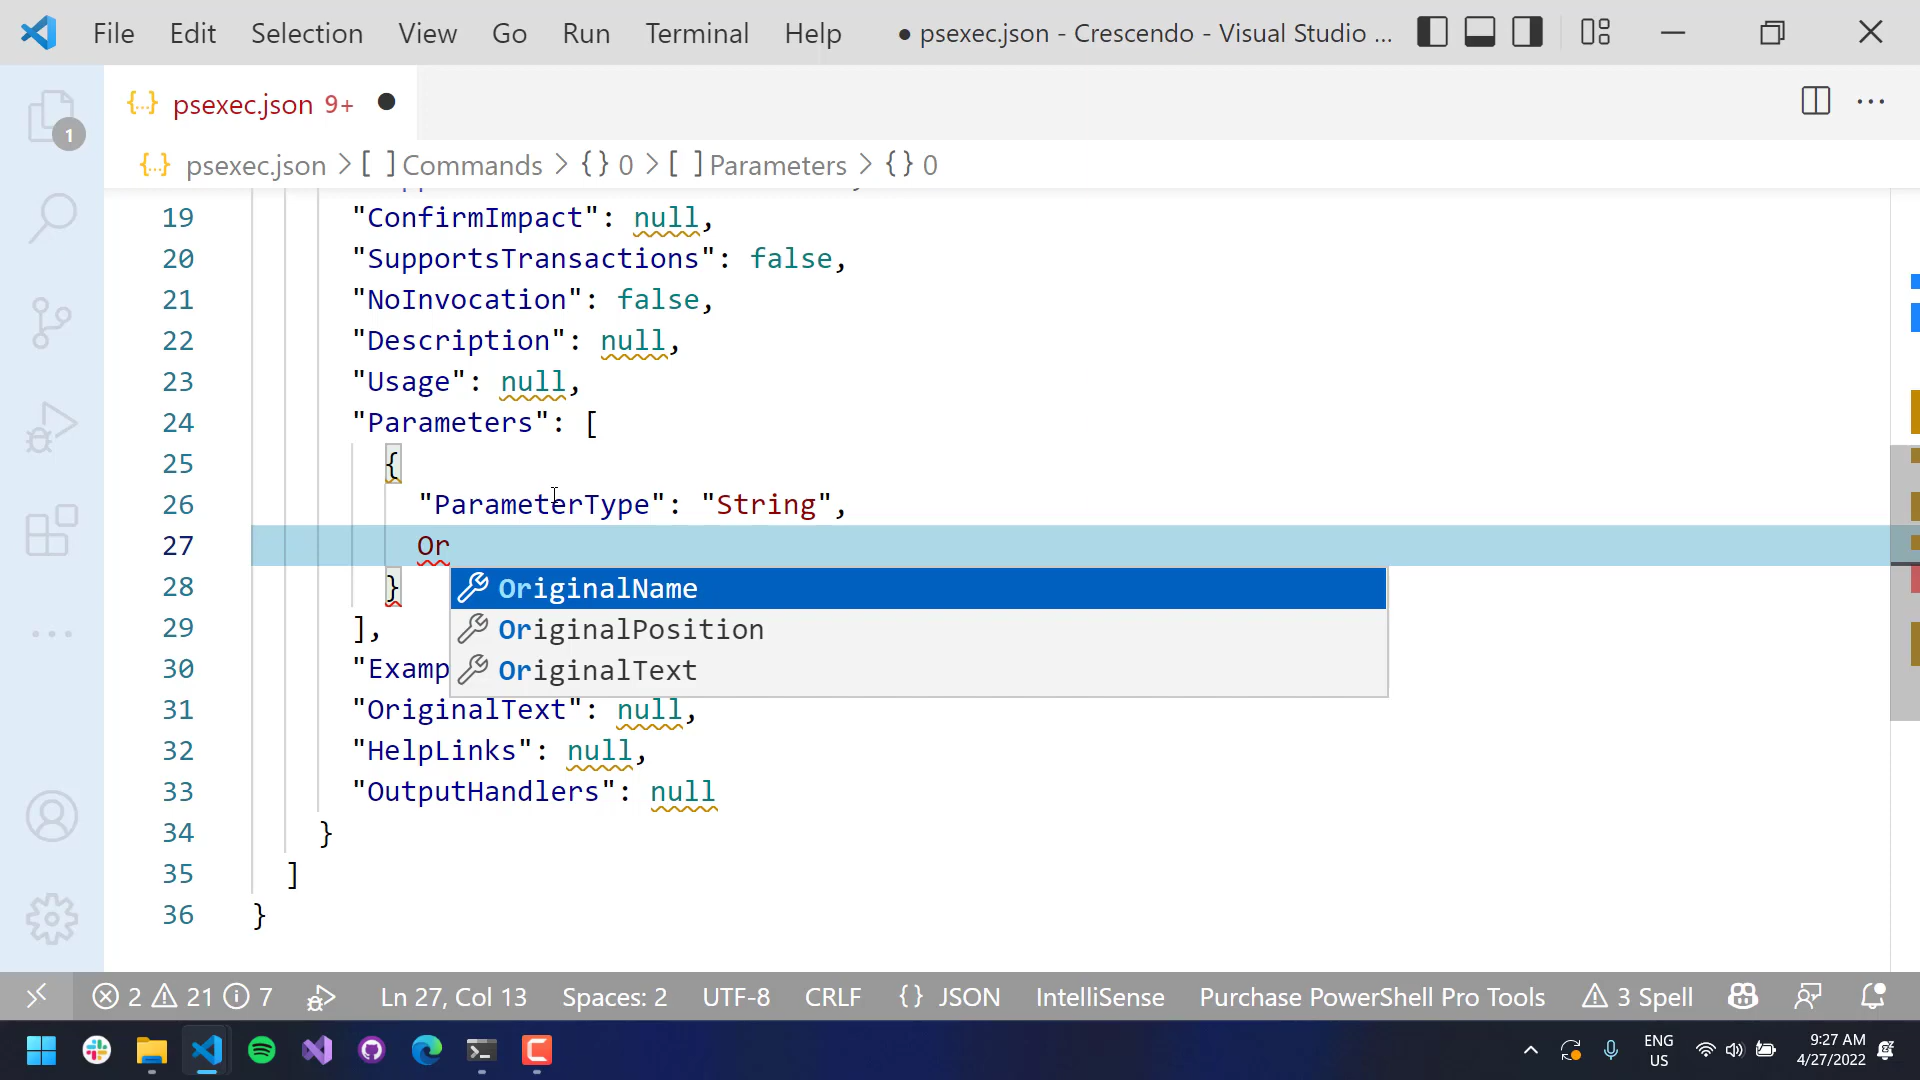 File Edit Selection View Go Run Terminal Help ● psexec.json - Crescendo - Visual Studio ...
{..} psexec.json 9+ ●
1
{..} psexec.json > [ ] Commands > {} 0 > [ ] Parameters > {} 0
19 "ConfirmImpact": null,
20 "SupportsTransactions": false,
21 "NoInvocation": false,
22 "Description": null,
23 "Usage": null,
24 "Parameters": [
25 {
26 "ParameterType": "String",
27 Or
OriginalName
28 }
OriginalPosition
29 ],
OriginalText
30 "Examp
31 "OriginalText": null,
32 "HelpLinks": null,
33 "OutputHandlers": null
34 }
35 ]
36 }
2 21 7 Ln 27, Col 13 Spaces: 2 UTF-8 CRLF {} JSON IntelliSense Purchase PowerShell Pro Tools 3 Spell
ENG US
9:27 AM
4/27/2022